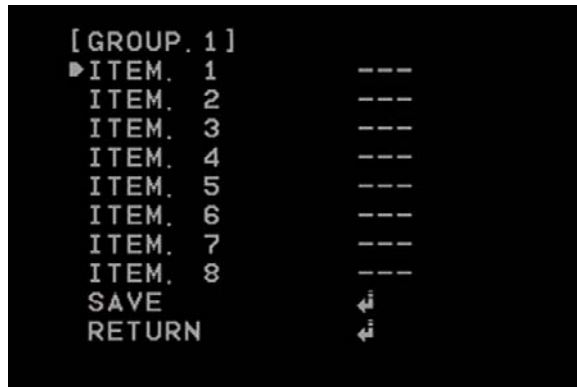 [GROUP.1]
ITEM. 1 ---
ITEM. 2 ---
ITEM. 3 ---
ITEM. 4 ---
ITEM. 5 ---
ITEM. 6 ---
ITEM. 7 ---
ITEM. 8 ---
SAVE ↲
RETURN ↲